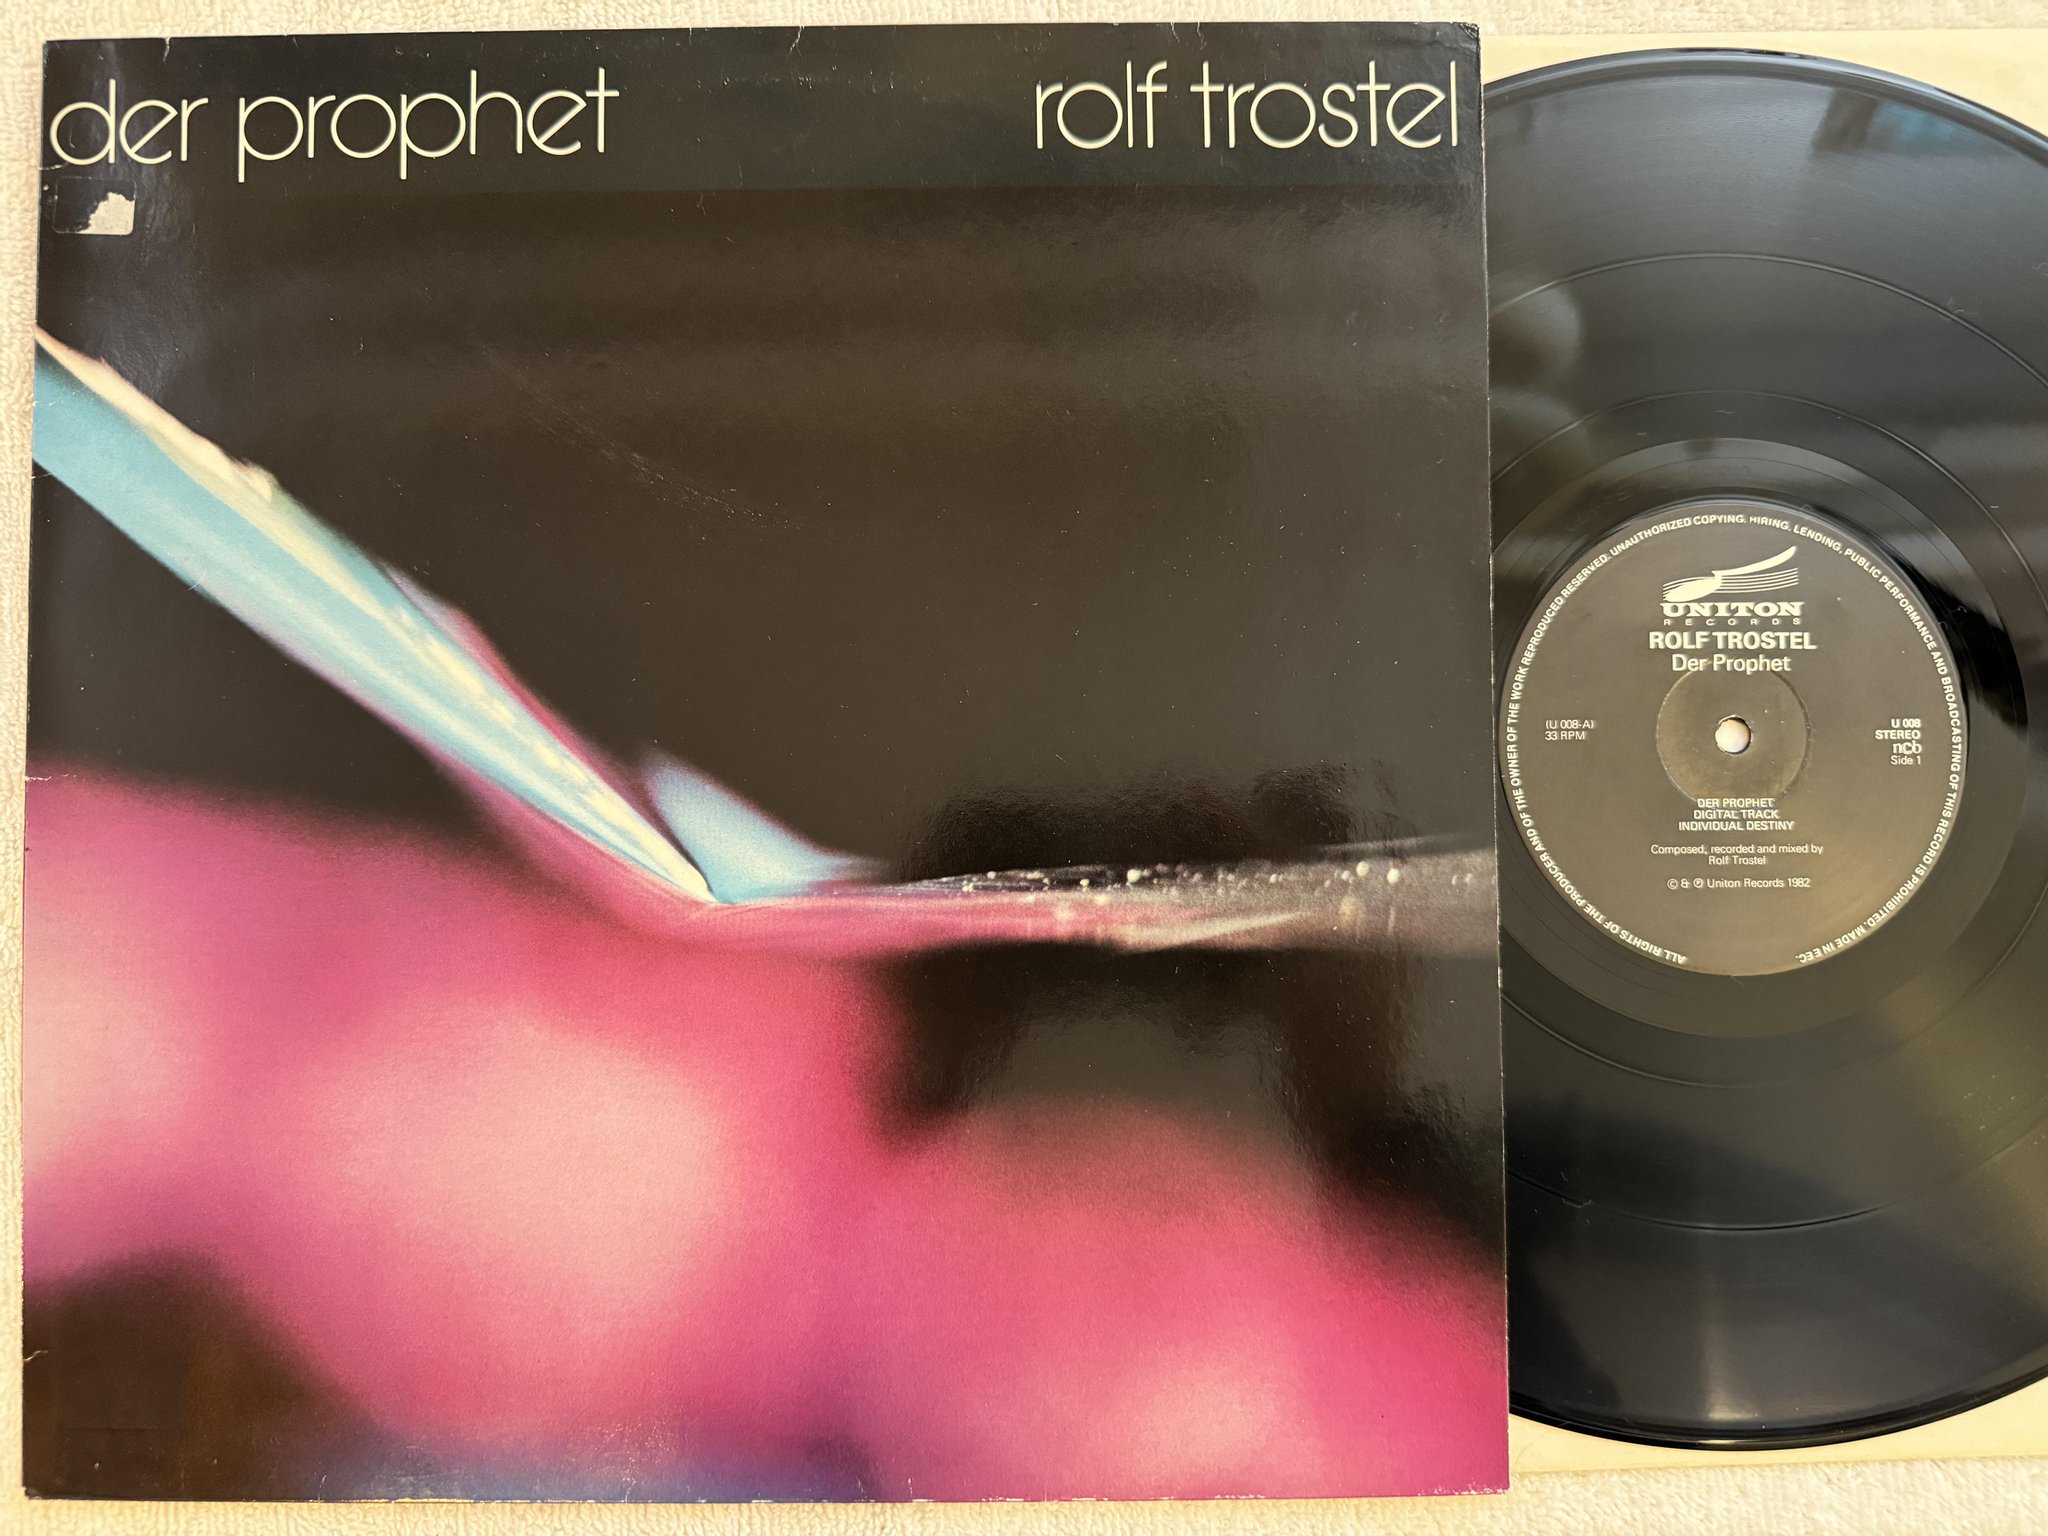 der prophet
rolf trostel
ALL RIGHTS OF THE PRODUCER AND OF THE OWNER OF THE WORK REPRODUCED RESERVED. UNAUTHORIZED COPYING. HIRING. LENDING, PUBLIC PERFORMANCE AND BROADCASTING OF THIS RECORD IS PROHIBITED. MADE IN EEC.
UNITON
RECORDS
ROLF TROSTEL
Der Prophet
(U 008-A)
33 RPM
U 008
STEREO
ncb
Side 1
DER PROPHET
DIGITAL TRACK
INDIVIDUAL DESTINY
Composed, recorded and mixed by
Rolf Trostel
© & ℗ Uniton Records 1982